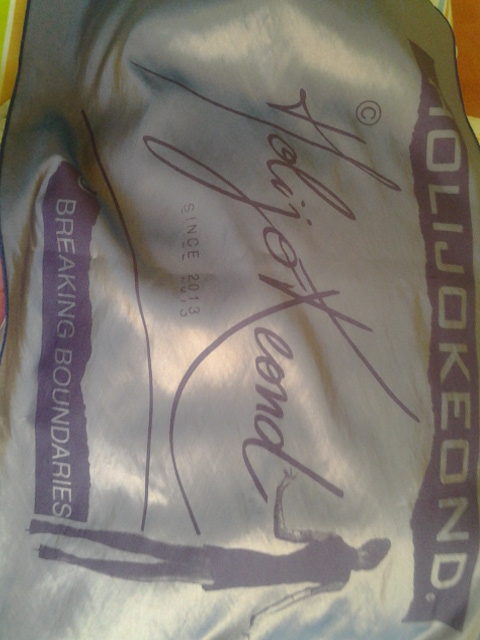 HOLIJOKEOND.
©
HolijoKeond
SINCE 2013
BREAKING BOUNDARIES